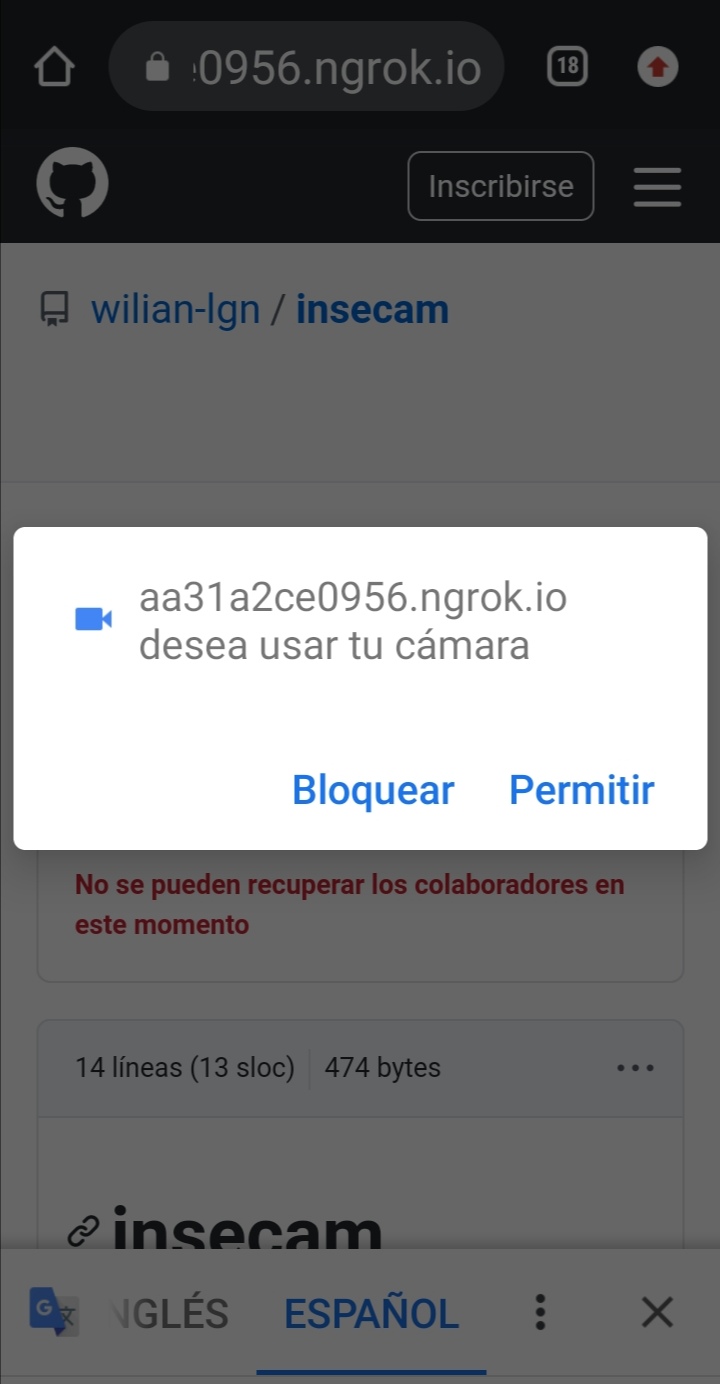 :0956.ngrok.io
18
Inscribirse
wilian-lgn / insecam
aa31a2ce0956.ngrok.io
desea usar tu cámara
Bloquear Permitir
No se pueden recuperar los colaboradores en
este momento
14 líneas (13 sloc) 474 bytes
insecam
NGLÉS ESPAÑOL